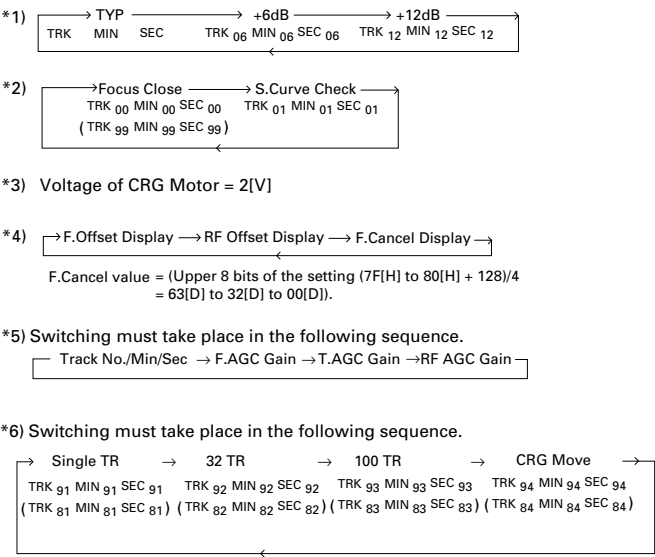 *1) → TYP → +6dB → +12dB
TRK MIN SEC TRK 06 MIN 06 SEC 06 TRK 12 MIN 12 SEC 12
*2) → Focus Close → S.Curve Check →
TRK 00 MIN 00 SEC 00 TRK 01 MIN 01 SEC 01
( TRK 99 MIN 99 SEC 99 )
*3) Voltage of CRG Motor = 2[V]
*4) → F.Offset Display → RF Offset Display → F.Cancel Display →
F.Cancel value = (Upper 8 bits of the setting (7F[H] to 80[H] + 128)/4
= 63[D] to 32[D] to 00[D]).
*5) Switching must take place in the following sequence.
Track No./Min/Sec → F.AGC Gain → T.AGC Gain → RF AGC Gain
*6) Switching must take place in the following sequence.
→ Single TR → 32 TR → 100 TR → CRG Move →
TRK 91 MIN 91 SEC 91 TRK 92 MIN 92 SEC 92 TRK 93 MIN 93 SEC 93 TRK 94 MIN 94 SEC 94
( TRK 81 MIN 81 SEC 81 ) ( TRK 82 MIN 82 SEC 82 ) ( TRK 83 MIN 83 SEC 83 ) ( TRK 84 MIN 84 SEC 84 )